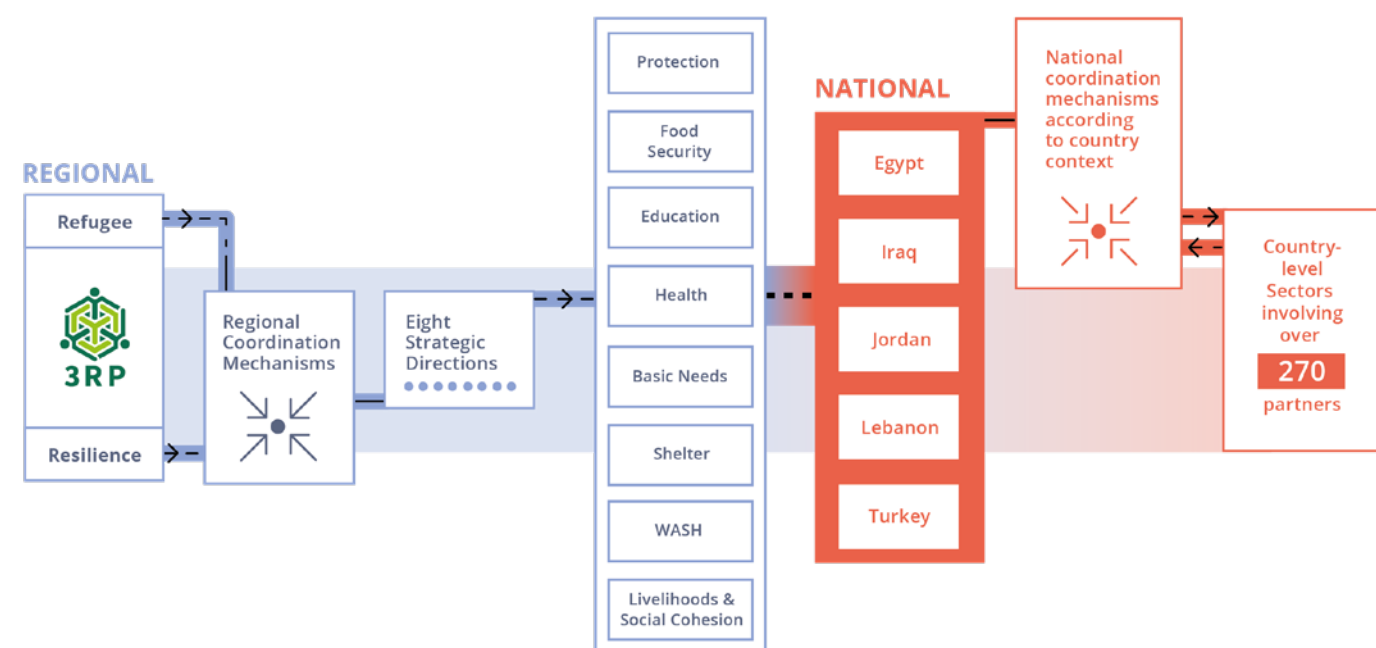 REGIONAL
Refugee
3RP
Resilience
Regional
Coordination
Mechanisms
Eight
Strategic
Directions
Protection
Food
Security
Education
Health
Basic Needs
Shelter
WASH
Livelihoods &
Social Cohesion
NATIONAL
Egypt
Iraq
Jordan
Lebanon
Turkey
National
coordination
mechanisms
according
to country
context
Country-
level
Sectors
involving
over
270
partners